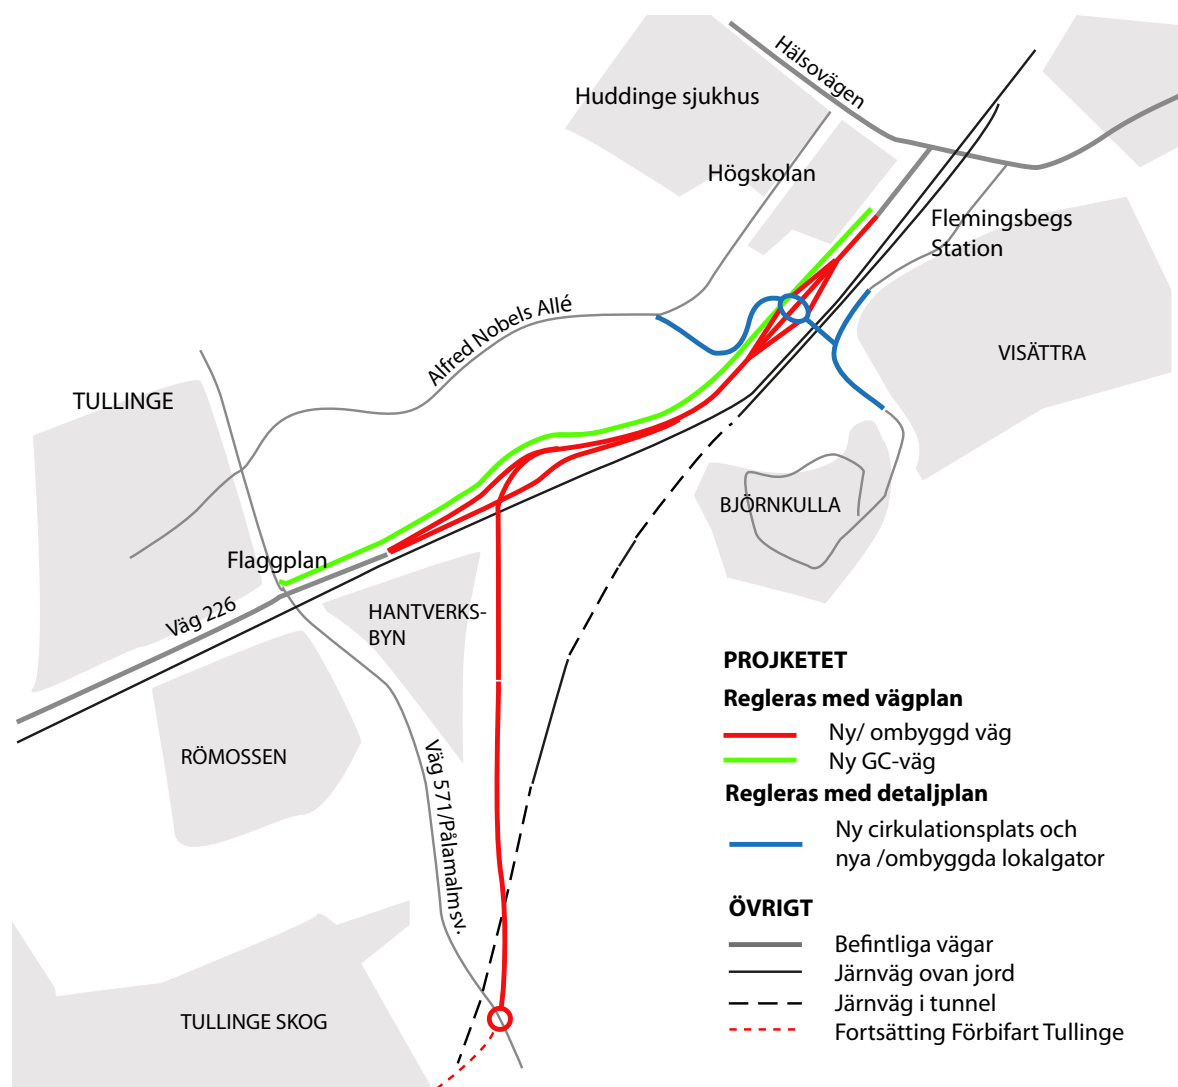 Hälsovägen
Huddinge sjukhus
Högskolan
Flemingsbegs
Station
Alfred Nobels Allé
VISÄTTRA
TULLINGE
BJÖRNKULLA
Flaggplan
Väg 226
HANTVERKS-
BYN
RÖMOSSEN
Väg 571/Pålamalmsv.
TULLINGE SKOG
PROJKETET
Regleras med vägplan
Ny/ ombyggd väg
Ny GC-väg
Regleras med detaljplan
Ny cirkulationsplats och
nya /ombyggda lokalgator
ÖVRIGT
Befintliga vägar
Järnväg ovan jord
Järnväg i tunnel
Fortsätting Förbifart Tullinge